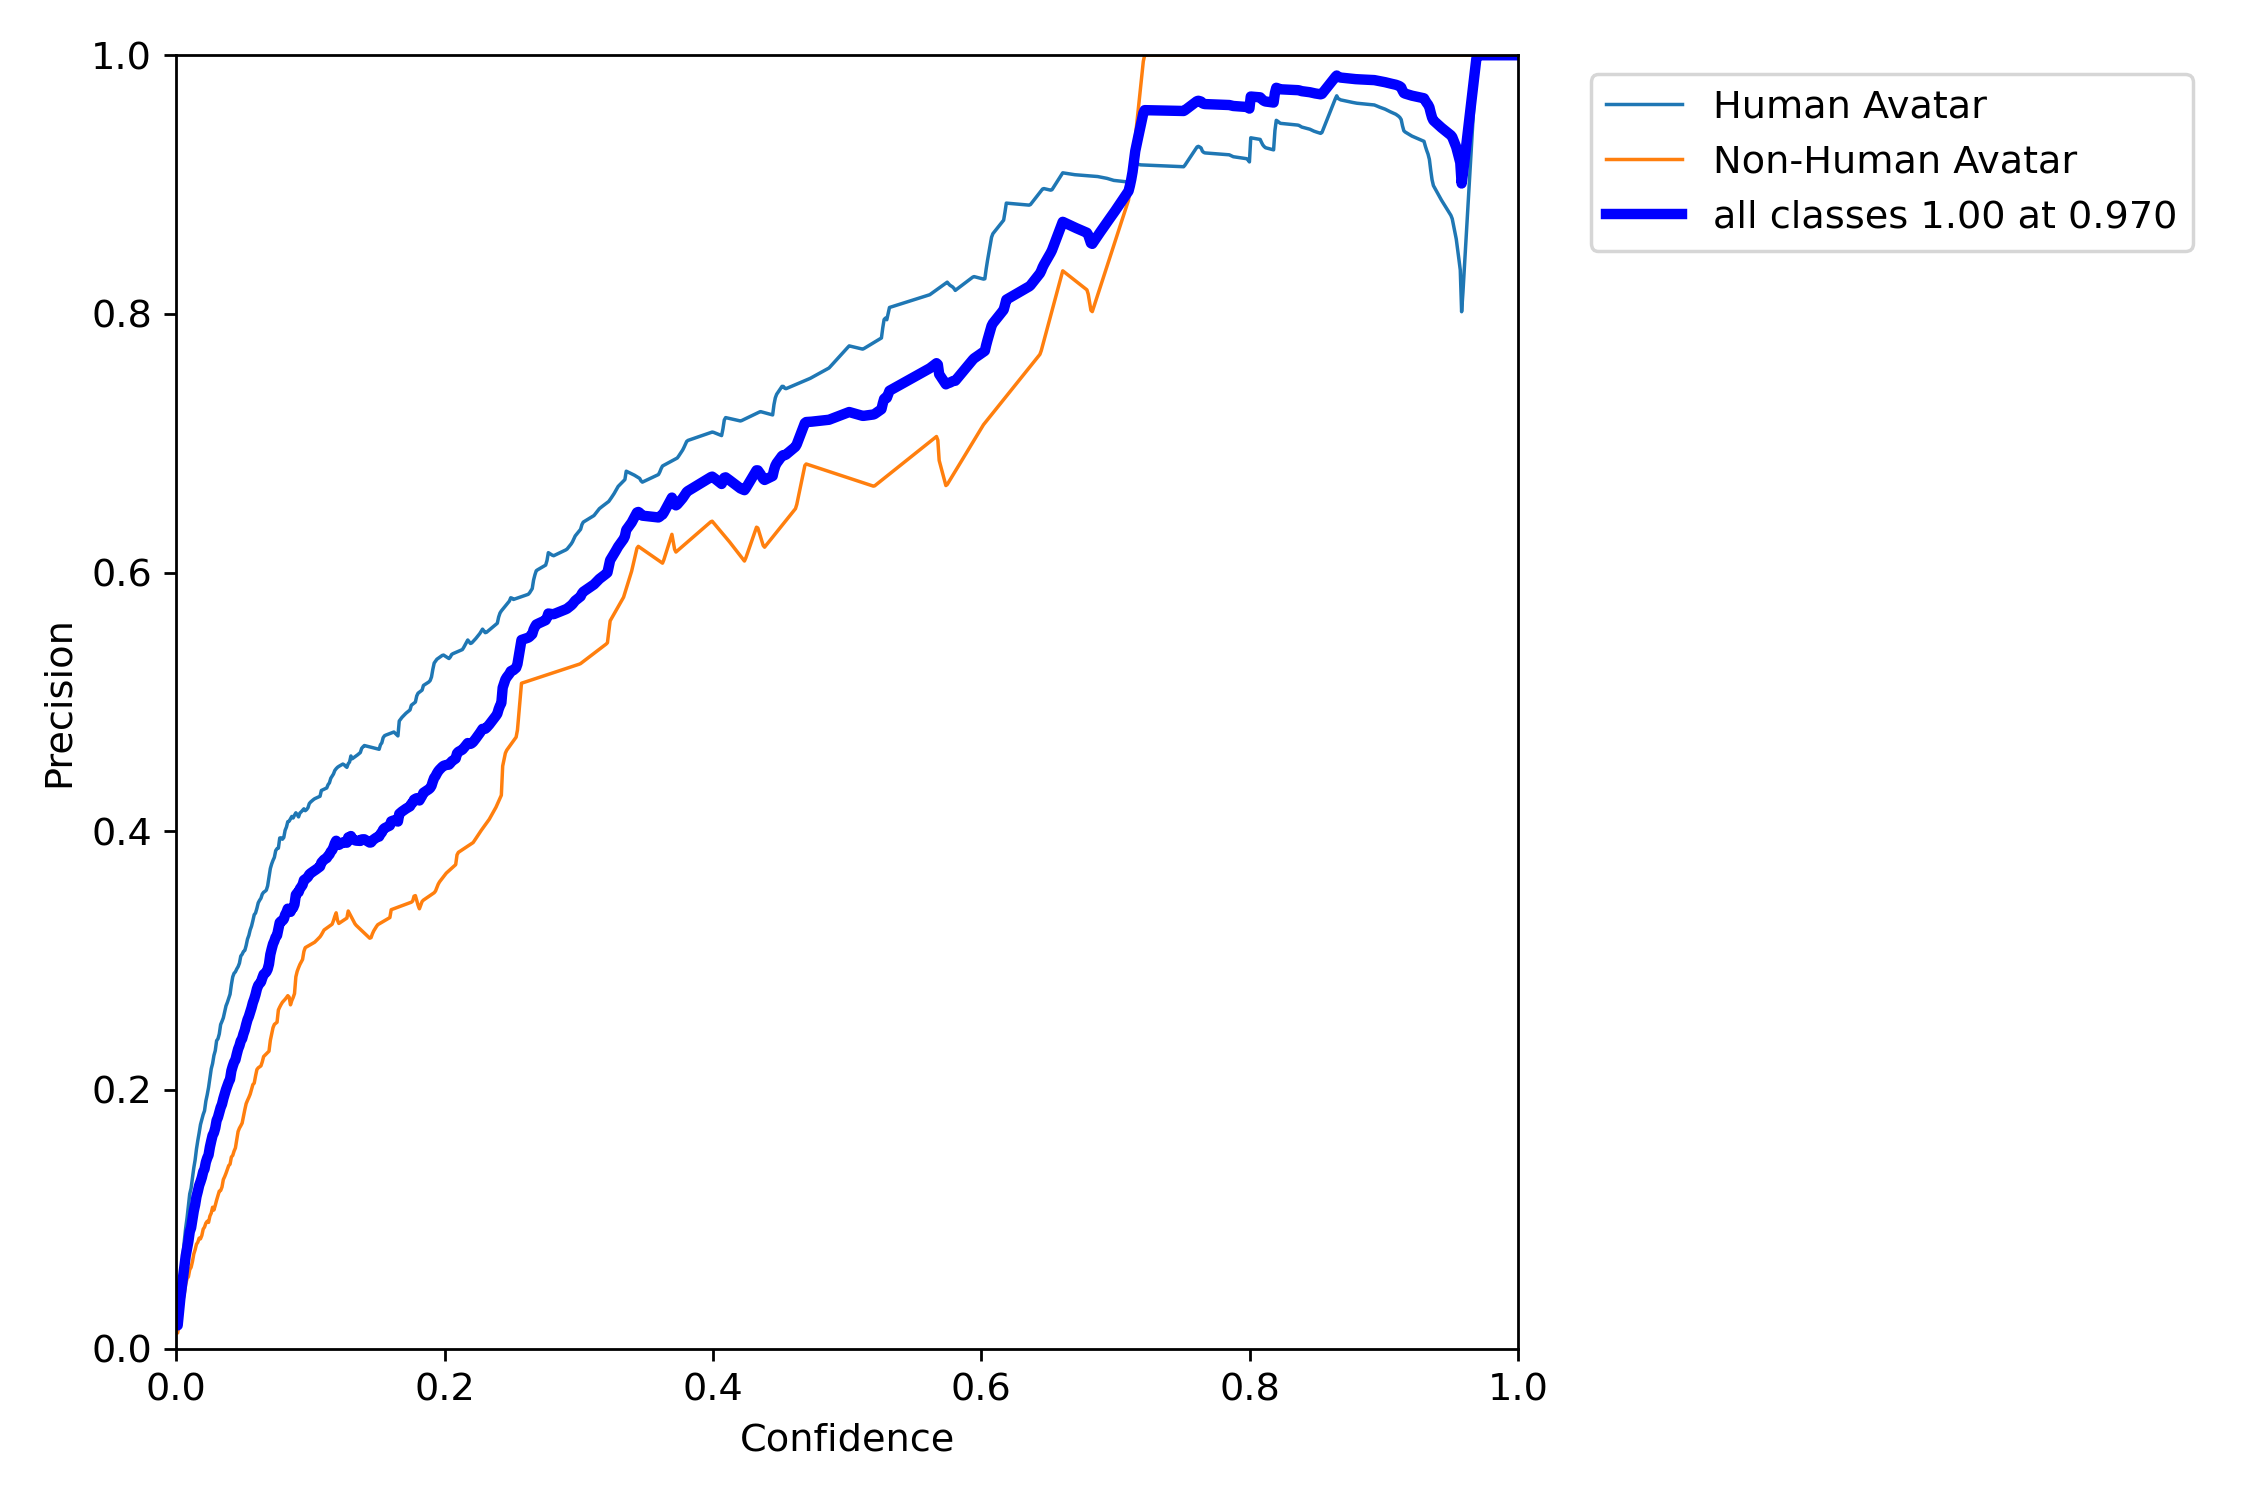 1.0
0.8
0.6
0.4
0.2
0.0
Precision
0.0 0.2 0.4 0.6 0.8 1.0
Confidence
Human Avatar
Non-Human Avatar
all classes 1.00 at 0.970